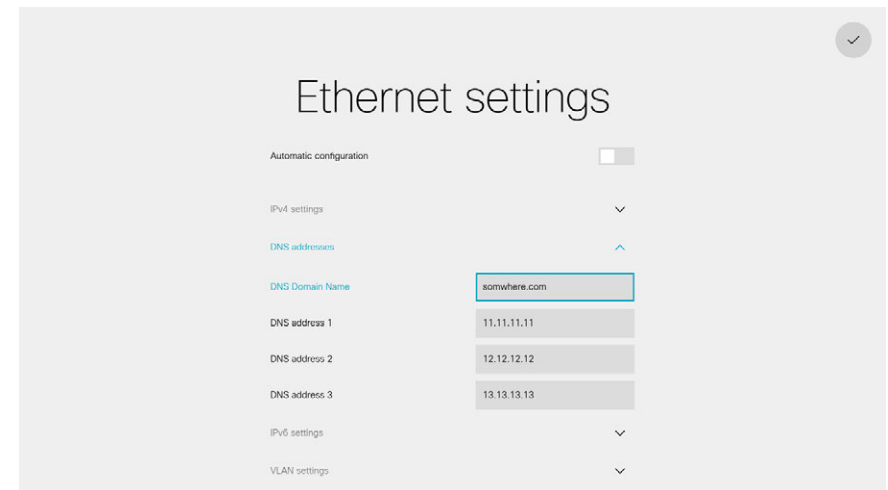 Ethernet settings
Automatic configuration
IPv4 settings
DNS addresses
DNS Domain Name somwhere.com
DNS address 1 11.11.11.11
DNS address 2 12.12.12.12
DNS address 3 13.13.13.13
IPv6 settings
VLAN settings